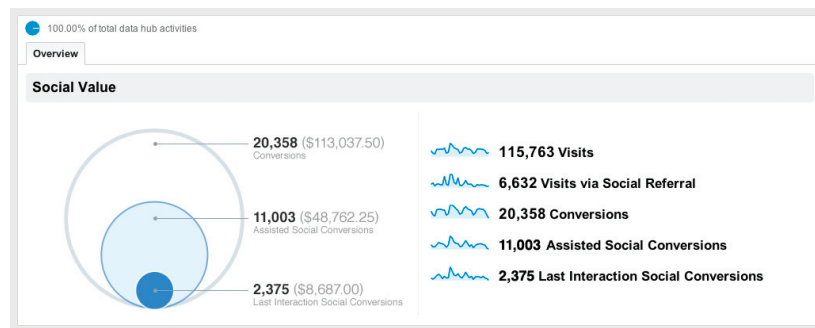 100.00% of total data hub activities
Overview
Social Value
20,358 ($113,037.50)
Conversions
11,003 ($48,762.25)
Assisted Social Conversions
2,375 ($8,687.00)
Last Interaction Social Conversions
115,763 Visits
6,632 Visits via Social Referral
20,358 Conversions
11,003 Assisted Social Conversions
2,375 Last Interaction Social Conversions